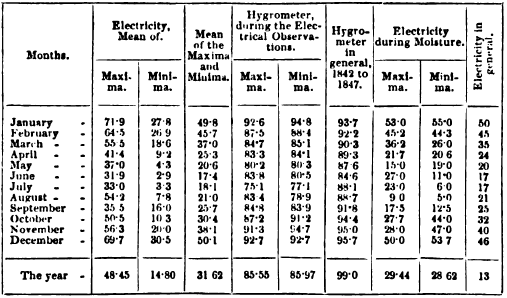 Months.
Electricity, Mean of.
Mean of the Maxima and Minima.
Hygrometer, during the Electrical Observations.
Hygrometer in general, 1842 to 1847.
Electricity during Moisture.
Electricity in general.
Maxima. Minima. Maxima. Minima. Maxima. Minima.
January - 71·9 27·8 49·8 92·6 94·8 93·7 53·0 55·0 50
February - 64·5 26 9 45·7 87·5 88·4 92·2 45·2 44·3 45
March - - 55 5 18·6 37·0 84·7 85·1 90·3 36·2 26·0 35
April - - 41·4 9·2 25·3 83·3 84·1 89·3 21·7 20 6 24
May - - 37·0 4·3 20·6 80·2 80·3 87·6 15·0 19·0 20
June - - 31·9 2·9 17·4 83·8 80·5 84·6 27·0 11·0 17
July - - 33·0 3·3 18·1 75·1 77·1 88·1 23·0 6·0 17
August - - 54·2 7·8 21·0 83·4 78·9 88·7 9 0 5·0 21
September - 35 5 16·0 25·7 84·8 83·9 91·8 17·5 12·5 25
October - 50·5 10 3 30·4 87·2 91·2 94·4 27·7 44·0 32
November - 56·3 20·0 38·1 91·3 94·7 95·0 28·0 47·0 40
December - 69·7 30·5 50·1 92·7 92·7 95·7 50·0 53 7 46
The year - 48·45 14·80 31 62 85·55 85·97 99·0 29·44 28 62 13